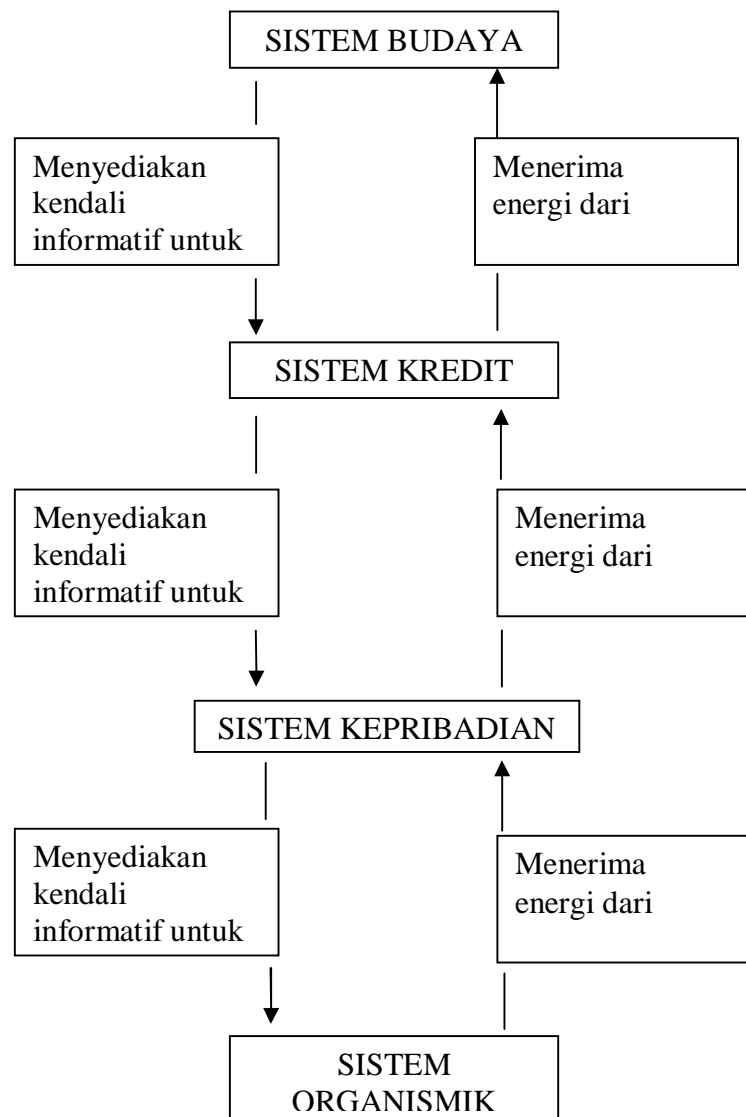 SISTEM BUDAYA
Menyediakan
kendali
informatif untuk
Menerima
energi dari
SISTEM KREDIT
Menyediakan
kendali
informatif untuk
Menerima
energi dari
SISTEM KEPRIBADIAN
Menyediakan
kendali
informatif untuk
Menerima
energi dari
SISTEM
ORGANISMIK